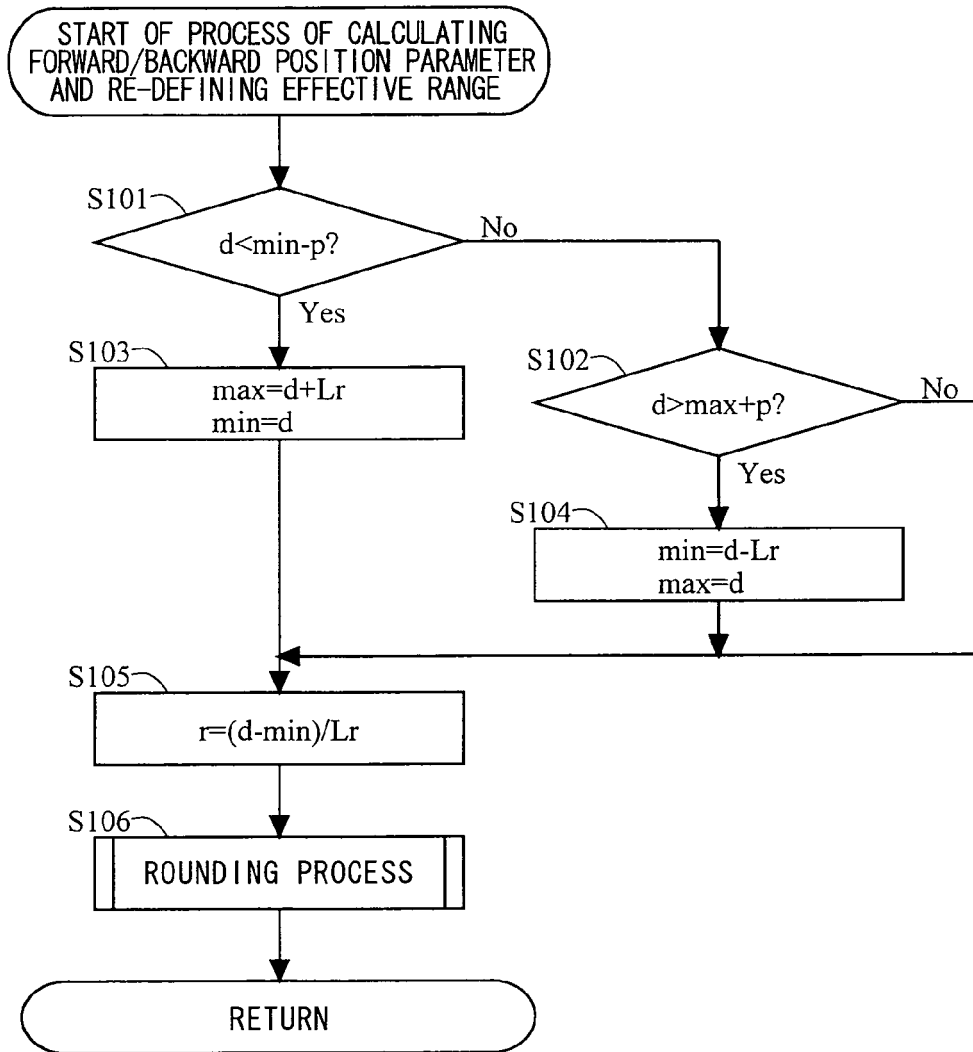 START OF PROCESS OF CALCULATING
FORWARD/BACKWARD POSITION PARAMETER
AND RE-DEFINING EFFECTIVE RANGE
S101
d<min-p?
No
Yes
S103
max=d+Lr
min=d
S102
d>max+p?
No
Yes
S104
min=d-Lr
max=d
S105
r=(d-min)/Lr
S106
ROUNDING PROCESS
RETURN